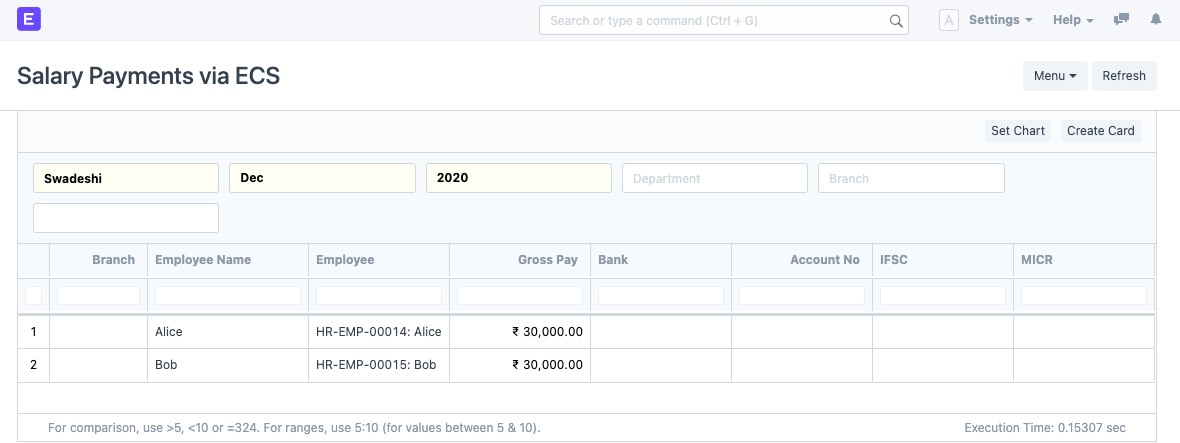 E Search or type a command (Ctrl + G) A Settings Help
Salary Payments via ECS Menu Refresh
Set Chart Create Card
Swadeshi Dec 2020 Department Branch
Branch Employee Name Employee Gross Pay Bank Account No IFSC MICR
1 Alice HR-EMP-00014: Alice ₹ 30,000.00
2 Bob HR-EMP-00015: Bob ₹ 30,000.00
For comparison, use >5, <10 or =324. For ranges, use 5:10 (for values between 5 & 10). Execution Time: 0.15307 sec